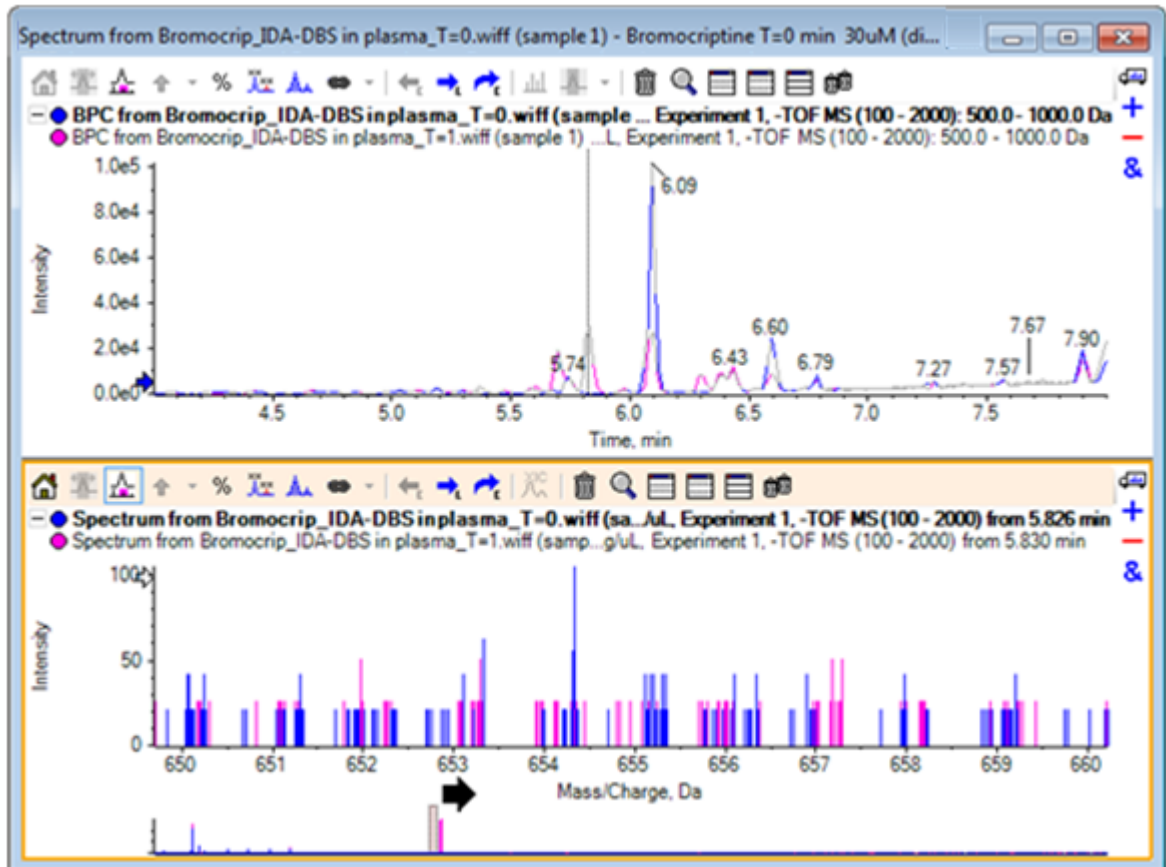 Spectrum from Bromocrip_IDA-DBS in plasma_T=0.wiff (sample 1) - Bromocriptine T=0 min 30uM (di...
%
BPC from Bromocrip_IDA-DBS in plasma_T=0.wiff (sample ... Experiment 1, -TOF MS (100 - 2000): 500.0 - 1000.0 Da
BPC from Bromocrip_IDA-DBS in plasma_T=1.wiff (sample 1) ...L, Experiment 1, -TOF MS (100 - 2000): 500.0 - 1000.0 Da
&
Intensity
1.0e5
8.0e4
6.0e4
4.0e4
2.0e4
0.0e0
5.74
6.09
6.43
6.60
6.79
7.27
7.57
7.67
7.90
4.5 5.0 5.5 6.0 6.5 7.0 7.5
Time, min
%
Spectrum from Bromocrip_IDA-DBS in plasma_T=0.wiff (sa.../uL, Experiment 1, -TOF MS (100 - 2000) from 5.826 min
Spectrum from Bromocrip_IDA-DBS in plasma_T=1.wiff (samp...g/uL, Experiment 1, -TOF MS (100 - 2000) from 5.830 min
&
Intensity
100
50
0
650 651 652 653 654 655 656 657 658 659 660
Mass/Charge, Da